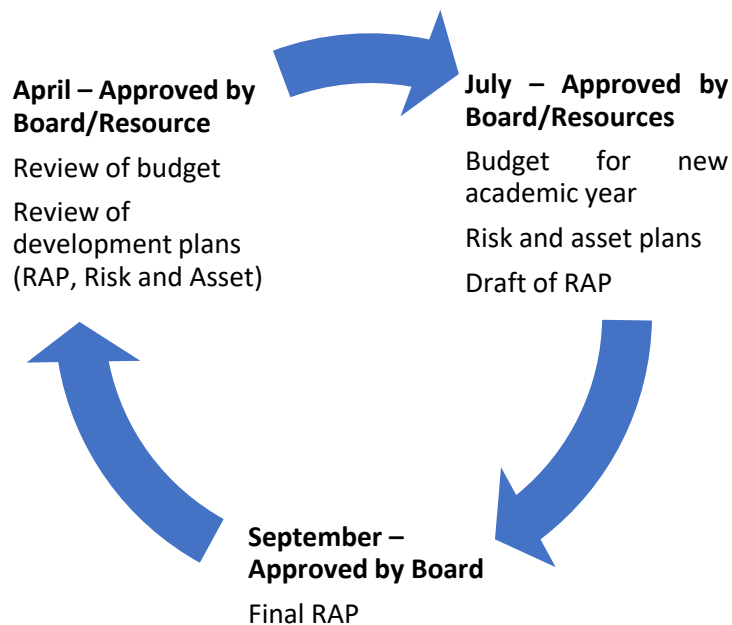 April – Approved by
Board/Resource
Review of budget
Review of
development plans
(RAP, Risk and Asset)
July – Approved by
Board/Resources
Budget for new
academic year
Risk and asset plans
Draft of RAP
September –
Approved by Board
Final RAP